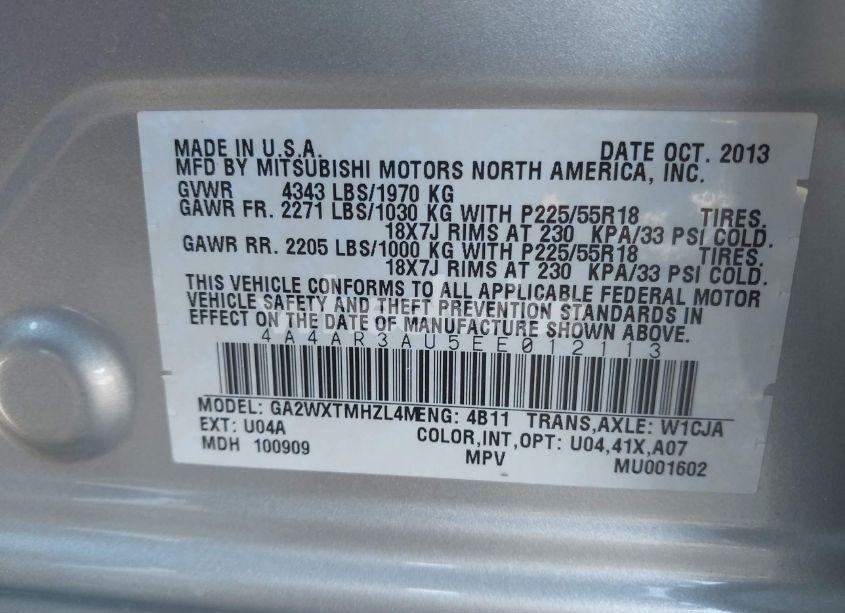 MADE IN U.S.A. DATE OCT. 2013
MFD BY MITSUBISHI MOTORS NORTH AMERICA, INC.
GVWR 4343 LBS/1970 KG
GAWR FR. 2271 LBS/1030 KG WITH P225/55R18 TIRES.
18X7J RIMS AT 230 KPA/33 PSI COLD.
GAWR RR. 2205 LBS/1000 KG WITH P225/55R18 TIRES.
18X7J RIMS AT 230 KPA/33 PSI COLD.
THIS VEHICLE CONFORMS TO ALL APPLICABLE FEDERAL MOTOR
VEHICLE SAFETY AND THEFT PREVENTION STANDARDS IN
EFFECT ON THE DATE OF MANUFACTURE SHOWN ABOVE.
4A4AR3AU5EE012113
MODEL: GA2WXTMHZL4MENG: 4B11 TRANS,AXLE: W1CJA
EXT: U04A COLOR,INT,OPT: U04,41X,A07
MDH 100909 MPV MU001602